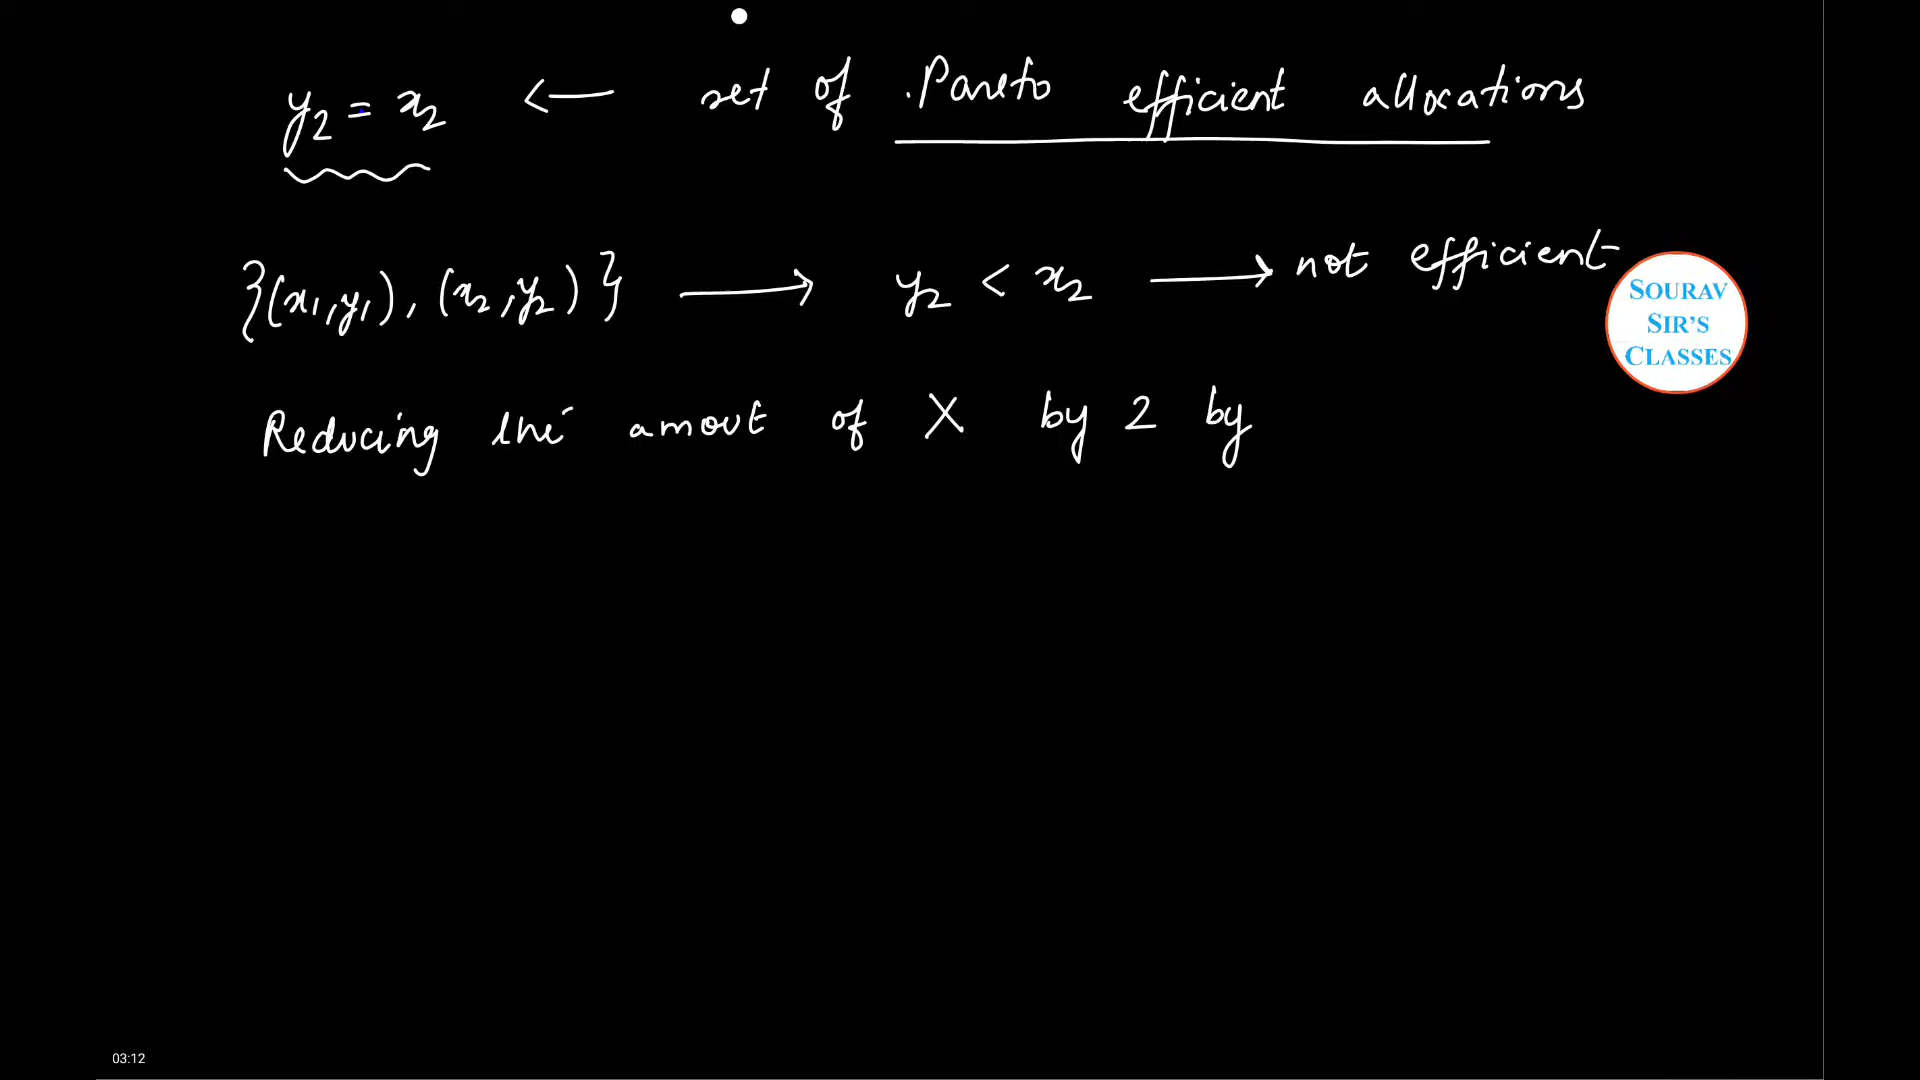 y2 = x2 ← set of Pareto efficient allocations
{(x1,y1), (x2,y2)} → y2 < x2 → not efficient
SOURAV
SIR'S
CLASSES
Reducing the amout of X by 2 by
03:12